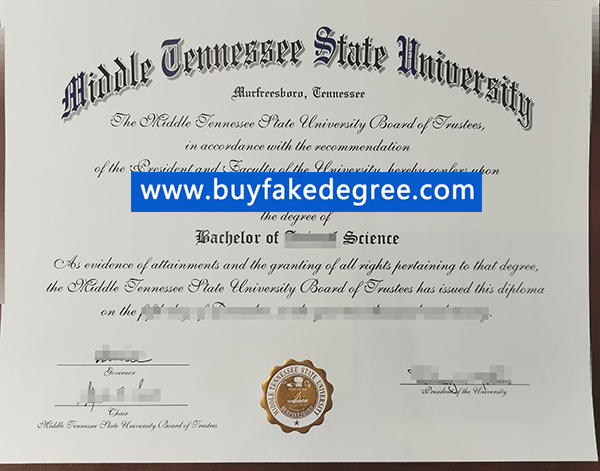 Middle Tennessee State University
Murfreesboro, Tennessee
The Middle Tennessee State University Board of Trustees,
in accordance with the recommendation
of the President and Faculty of the University, hereby confers upon
www.buyfakedegree.com
the degree of
Bachelor of Science
As evidence of attainments and the granting of all rights pertaining to that degree,
the Middle Tennessee State University Board of Trustees has issued this diploma
on the
Governor
Chair
Middle Tennessee State University Board of Trustees
MIDDLE TENNESSEE STATE UNIVERSITY
President of the University